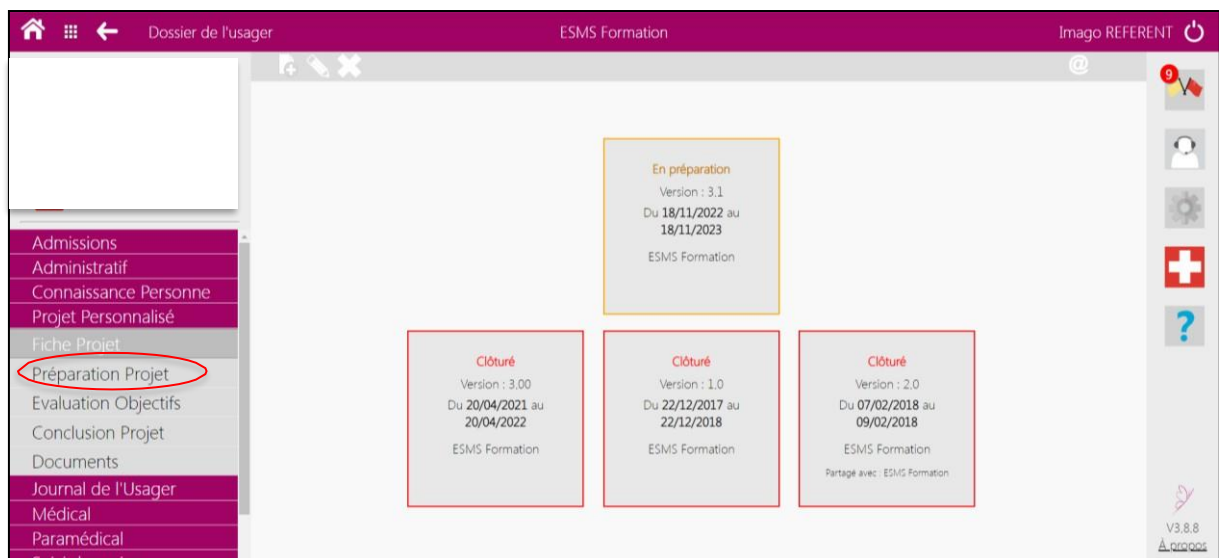 Dossier de l'usager
ESMS Formation
Imago REFERENT
@
9
Admissions
Administratif
Connaissance Personne
Projet Personnalisé
Fiche Projet
Préparation Projet
Evaluation Objectifs
Conclusion Projet
Documents
Journal de l'Usager
Médical
Paramédical
En préparation
Version : 3.1
Du 18/11/2022 au
18/11/2023
ESMS Formation
Clôturé
Version : 3.00
Du 20/04/2021 au
20/04/2022
ESMS Formation
Clôturé
Version : 1.0
Du 22/12/2017 au
22/12/2018
ESMS Formation
Clôturé
Version : 2.0
Du 07/02/2018 au
09/02/2018
ESMS Formation
Partagé avec : ESMS Formation
?
V3.8.8
À propos